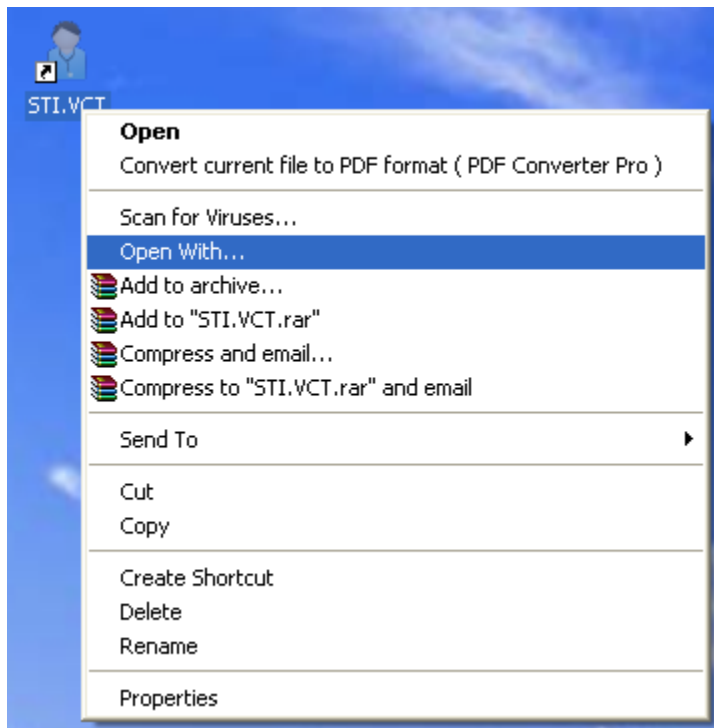 STI.VCT
Open
Convert current file to PDF format ( PDF Converter Pro )
Scan for Viruses...
Open With...
Add to archive...
Add to "STI.VCT.rar"
Compress and email...
Compress to "STI.VCT.rar" and email
Send To
Cut
Copy
Create Shortcut
Delete
Rename
Properties